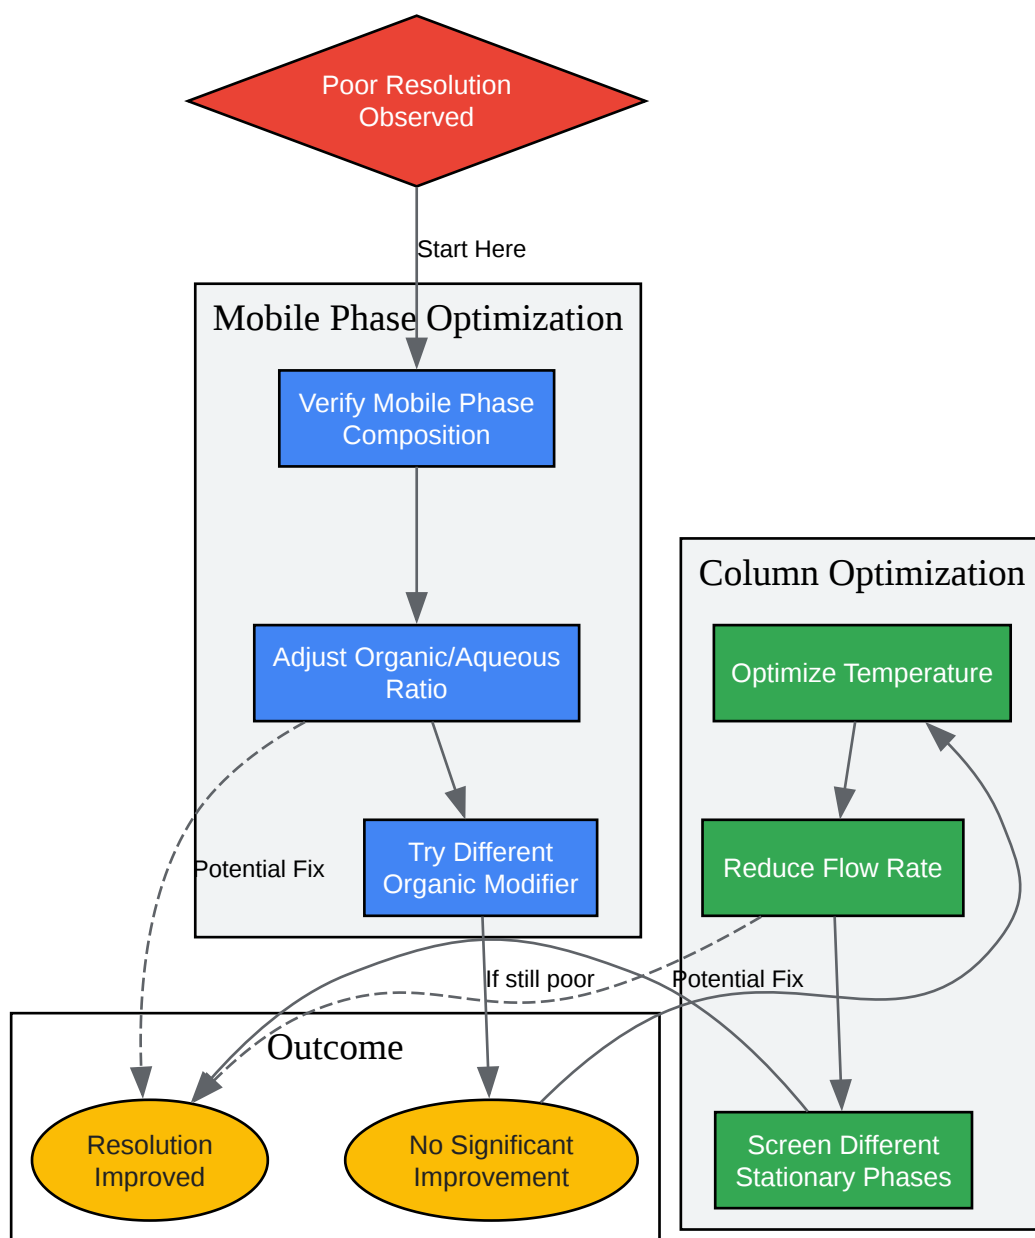 Poor Resolution
Observed
Start Here
Mobile Phase Optimization
Verify Mobile Phase
Composition
Column Optimization
Adjust Organic/Aqueous
Ratio
Optimize Temperature
Try Different
Organic Modifier
Reduce Flow Rate
Potential Fix
If still poor
Potential Fix
Outcome
Resolution
Improved
No Significant
Improvement
Screen Different
Stationary Phases